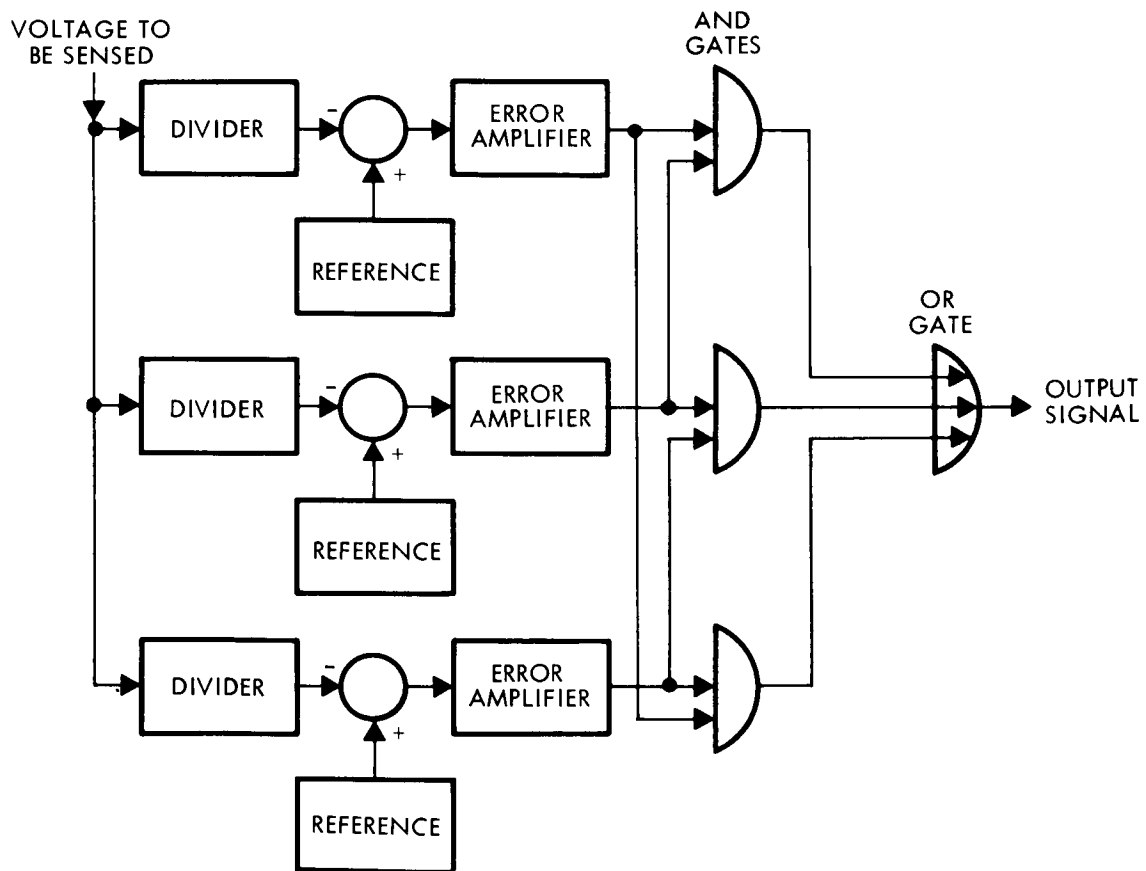 VOLTAGE TO
BE SENSED
AND
GATES
DIVIDER
-
ERROR
AMPLIFIER
+
REFERENCE
OR
GATE
DIVIDER
-
ERROR
AMPLIFIER
OUTPUT
SIGNAL
+
REFERENCE
DIVIDER
-
ERROR
AMPLIFIER
+
REFERENCE